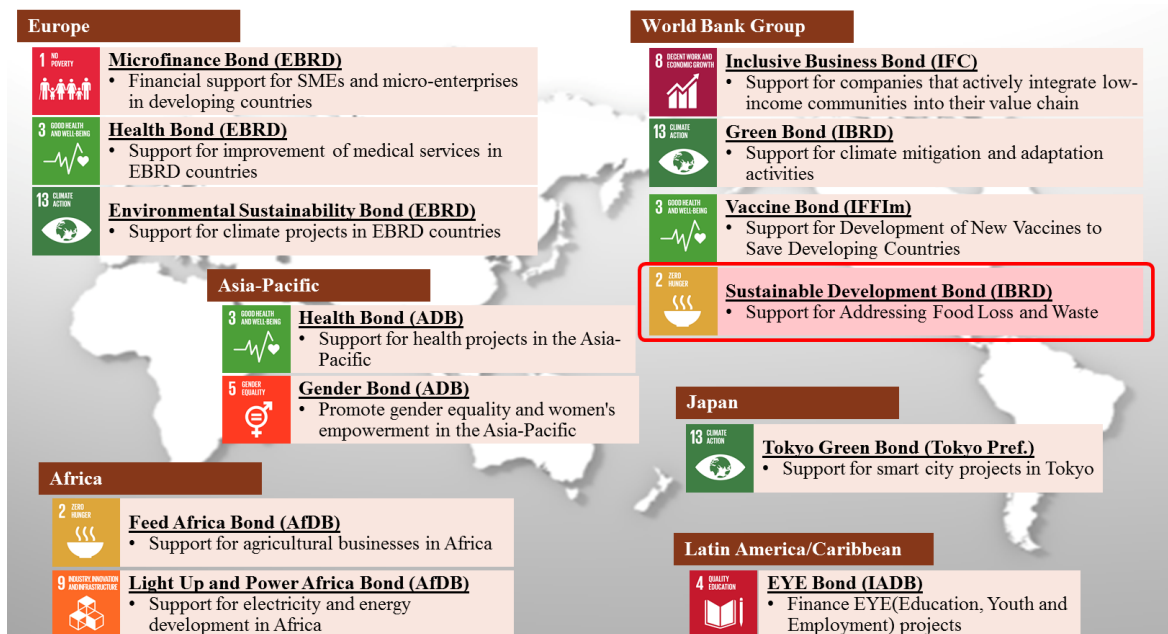 Europe
1 NO POVERTY
Microfinance Bond (EBRD)
• Financial support for SMEs and micro-enterprises
in developing countries
3 GOOD HEALTH AND WELL-BEING
Health Bond (EBRD)
• Support for improvement of medical services in
EBRD countries
13 CLIMATE ACTION
Environmental Sustainability Bond (EBRD)
• Support for climate projects in EBRD countries
World Bank Group
8 DECENT WORK AND ECONOMIC GROWTH
Inclusive Business Bond (IFC)
• Support for companies that actively integrate low-
income communities into their value chain
13 CLIMATE ACTION
Green Bond (IBRD)
• Support for climate mitigation and adaptation
activities
3 GOOD HEALTH AND WELL-BEING
Vaccine Bond (IFFIm)
• Support for Development of New Vaccines to
Save Developing Countries
2 ZERO HUNGER
Sustainable Development Bond (IBRD)
• Support for Addressing Food Loss and Waste
Asia-Pacific
3 GOOD HEALTH AND WELL-BEING
Health Bond (ADB)
• Support for health projects in the Asia-
Pacific
5 GENDER EQUALITY
Gender Bond (ADB)
• Promote gender equality and women's
empowerment in the Asia-Pacific
Japan
13 CLIMATE ACTION
Tokyo Green Bond (Tokyo Pref.)
• Support for smart city projects in Tokyo
Africa
2 ZERO HUNGER
Feed Africa Bond (AfDB)
• Support for agricultural businesses in Africa
9 INDUSTRY, INNOVATION AND INFRASTRUCTURE
Light Up and Power Africa Bond (AfDB)
• Support for electricity and energy
development in Africa
Latin America/Caribbean
4 QUALITY EDUCATION
EYE Bond (IADB)
• Finance EYE(Education, Youth and
Employment) projects